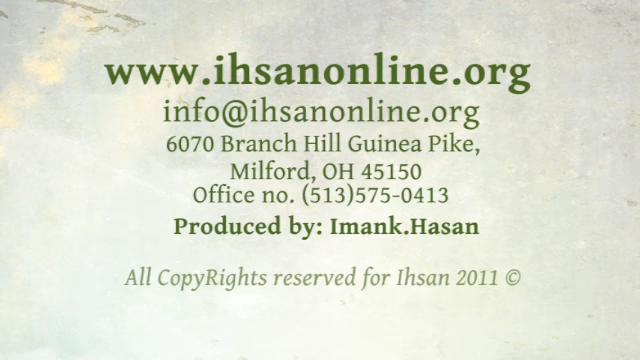 www.ihsanonline.org
info@ihsanonline.org
6070 Branch Hill Guinea Pike,
Milford, OH 45150
Office no. (513)575-0413
Produced by: Imank.Hasan
All CopyRights reserved for Ihsan 2011 ©